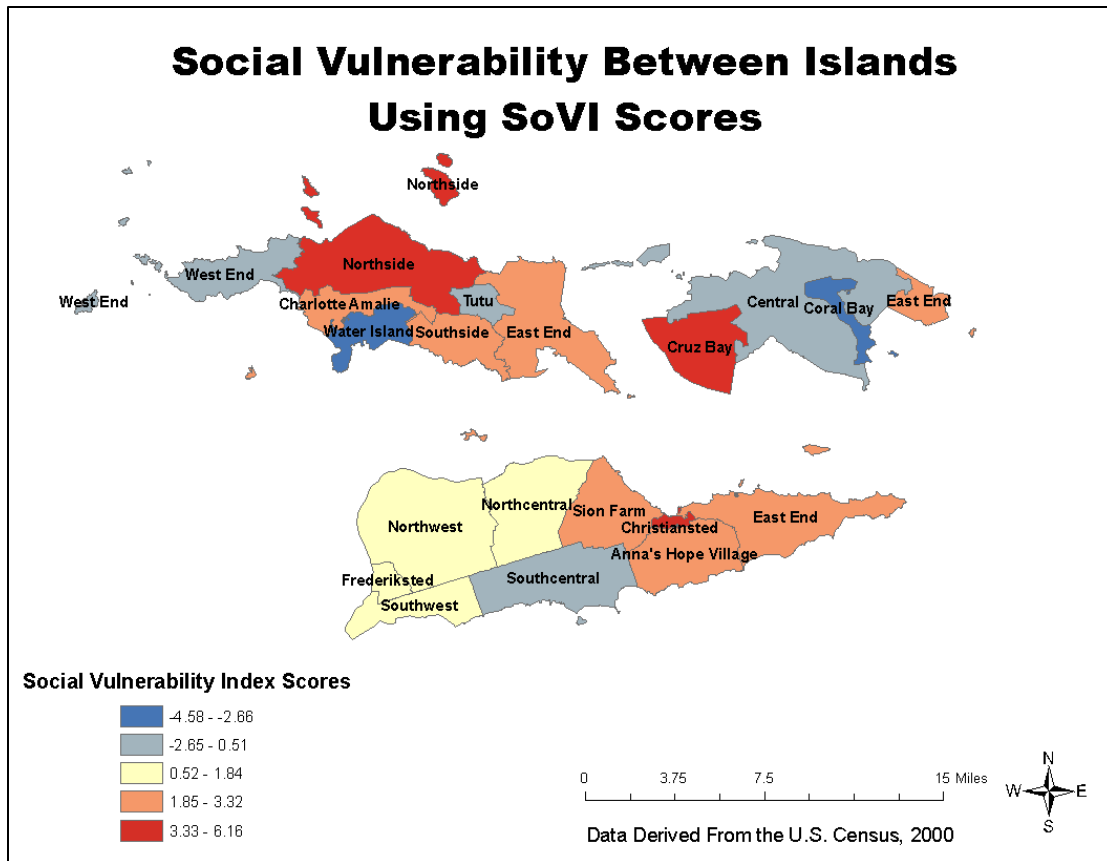 Social Vulnerability Between Islands
Using SoVI Scores
Northside
West End
Northside
West End
Charlotte Amalie
Tutu
Water Island
Southside
East End
Central
Coral Bay
East End
Cruz Bay
Northcentral
Northwest
Sion Farm
Christiansted
East End
Anna's Hope Village
Frederiksted
Southcentral
Southwest
Social Vulnerability Index Scores
-4.58 - -2.66
-2.65 - 0.51
0.52 - 1.84
1.85 - 3.32
3.33 - 6.16
0 3.75 7.5 15 Miles
N
W E
S
Data Derived From the U.S. Census, 2000